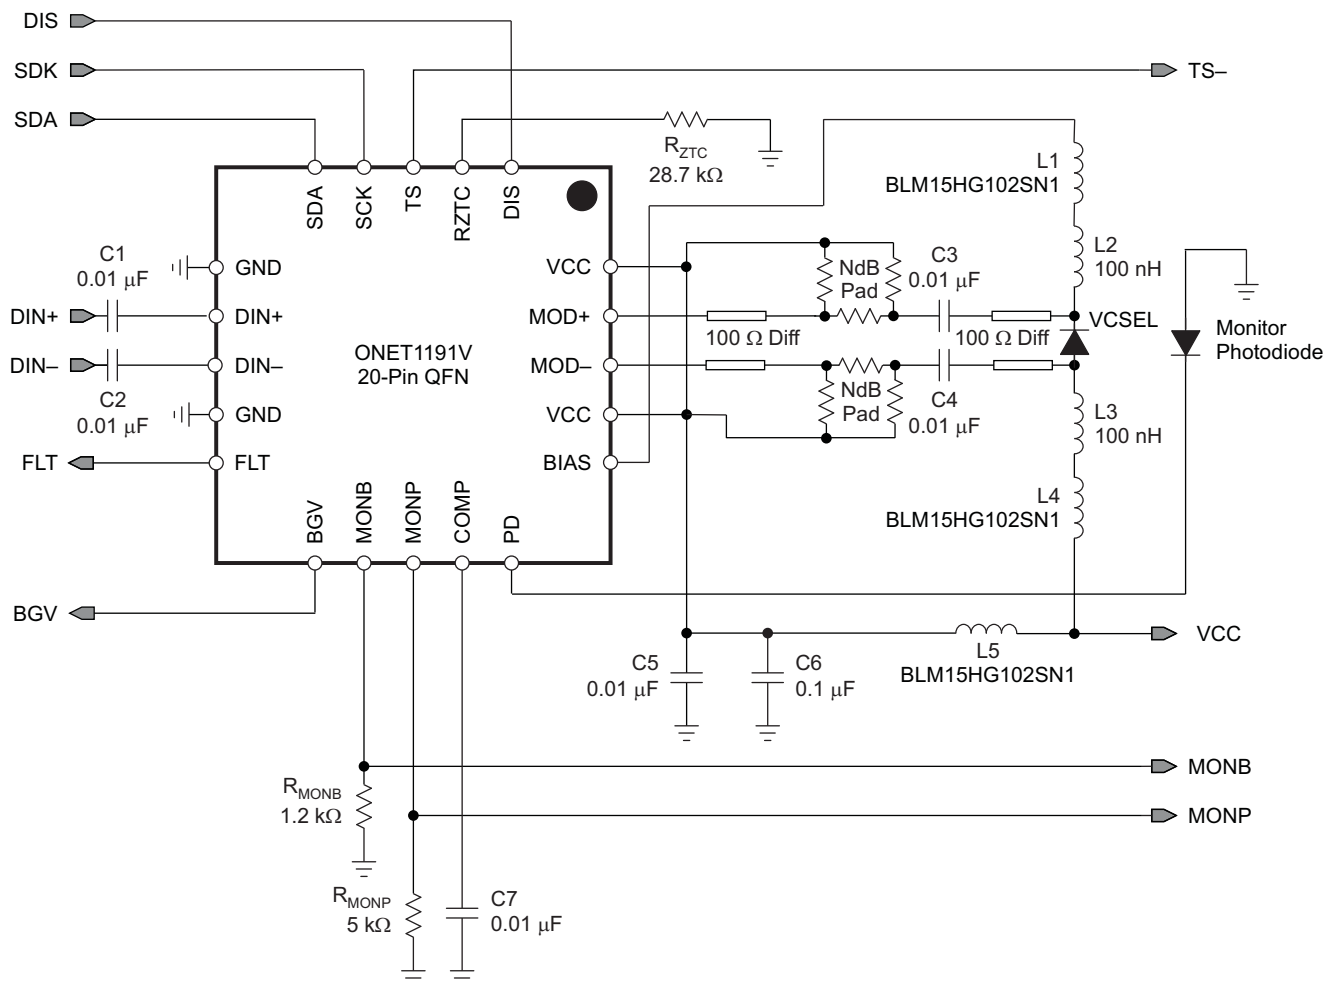 DIS
SDK
TS–
SDA
R_ZTC
28.7 kΩ
L1
BLM15HG102SN1
SDA
SCK
TS
RZTC
DIS
L2
100 nH
C1
0.01 μF
GND
VCC
NdB
Pad
C3
0.01 μF
DIN+
DIN+
MOD+
100 Ω Diff
100 Ω Diff
VCSEL
Monitor
Photodiode
ONET1191V
20-Pin QFN
DIN–
DIN–
MOD–
C2
0.01 μF
GND
VCC
NdB
Pad
C4
0.01 μF
L3
100 nH
FLT
FLT
BIAS
L4
BLM15HG102SN1
BGV
MONB
MONP
COMP
PD
BGV
VCC
L5
BLM15HG102SN1
C5
0.01 μF
C6
0.1 μF
MONB
R_MONB
1.2 kΩ
MONP
R_MONP
5 kΩ
C7
0.01 μF